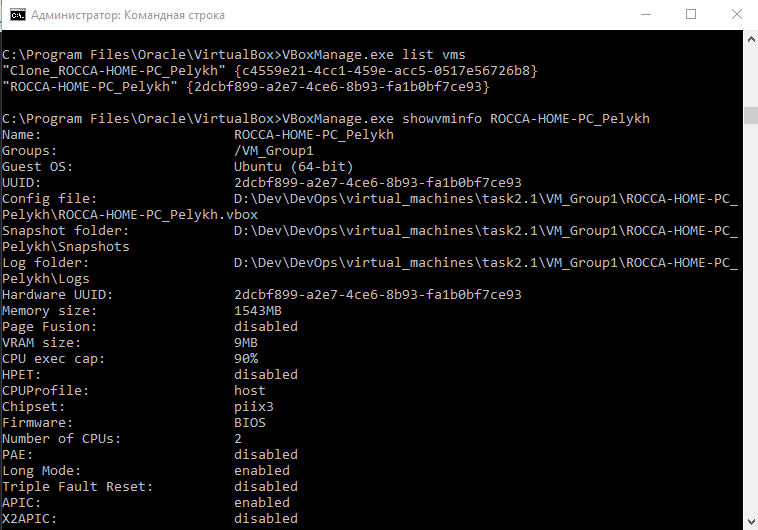 Администратор: Командная строка
C:\Program Files\Oracle\VirtualBox>VBoxManage.exe list vms
"Clone_ROCCA-HOME-PC_Pelykh" {c4559e21-4cc1-459e-acc5-0517e56726b8}
"ROCCA-HOME-PC_Pelykh" {2dcbf899-a2e7-4ce6-8b93-fa1b0bf7ce93}
C:\Program Files\Oracle\VirtualBox>VBoxManage.exe showvminfo ROCCA-HOME-PC_Pelykh
Name: ROCCA-HOME-PC_Pelykh
Groups: /VM_Group1
Guest OS: Ubuntu (64-bit)
UUID: 2dcbf899-a2e7-4ce6-8b93-fa1b0bf7ce93
Config file: D:\Dev\DevOps\virtual_machines\task2.1\VM_Group1\ROCCA-HOME-PC_
Pelykh\ROCCA-HOME-PC_Pelykh.vbox
Snapshot folder: D:\Dev\DevOps\virtual_machines\task2.1\VM_Group1\ROCCA-HOME-PC_
Pelykh\Snapshots
Log folder: D:\Dev\DevOps\virtual_machines\task2.1\VM_Group1\ROCCA-HOME-PC_
Pelykh\Logs
Hardware UUID: 2dcbf899-a2e7-4ce6-8b93-fa1b0bf7ce93
Memory size: 1543MB
Page Fusion: disabled
VRAM size: 9MB
CPU exec cap: 90%
HPET: disabled
CPUProfile: host
Chipset: piix3
Firmware: BIOS
Number of CPUs: 2
PAE: disabled
Long Mode: enabled
Triple Fault Reset: disabled
APIC: enabled
X2APIC: disabled